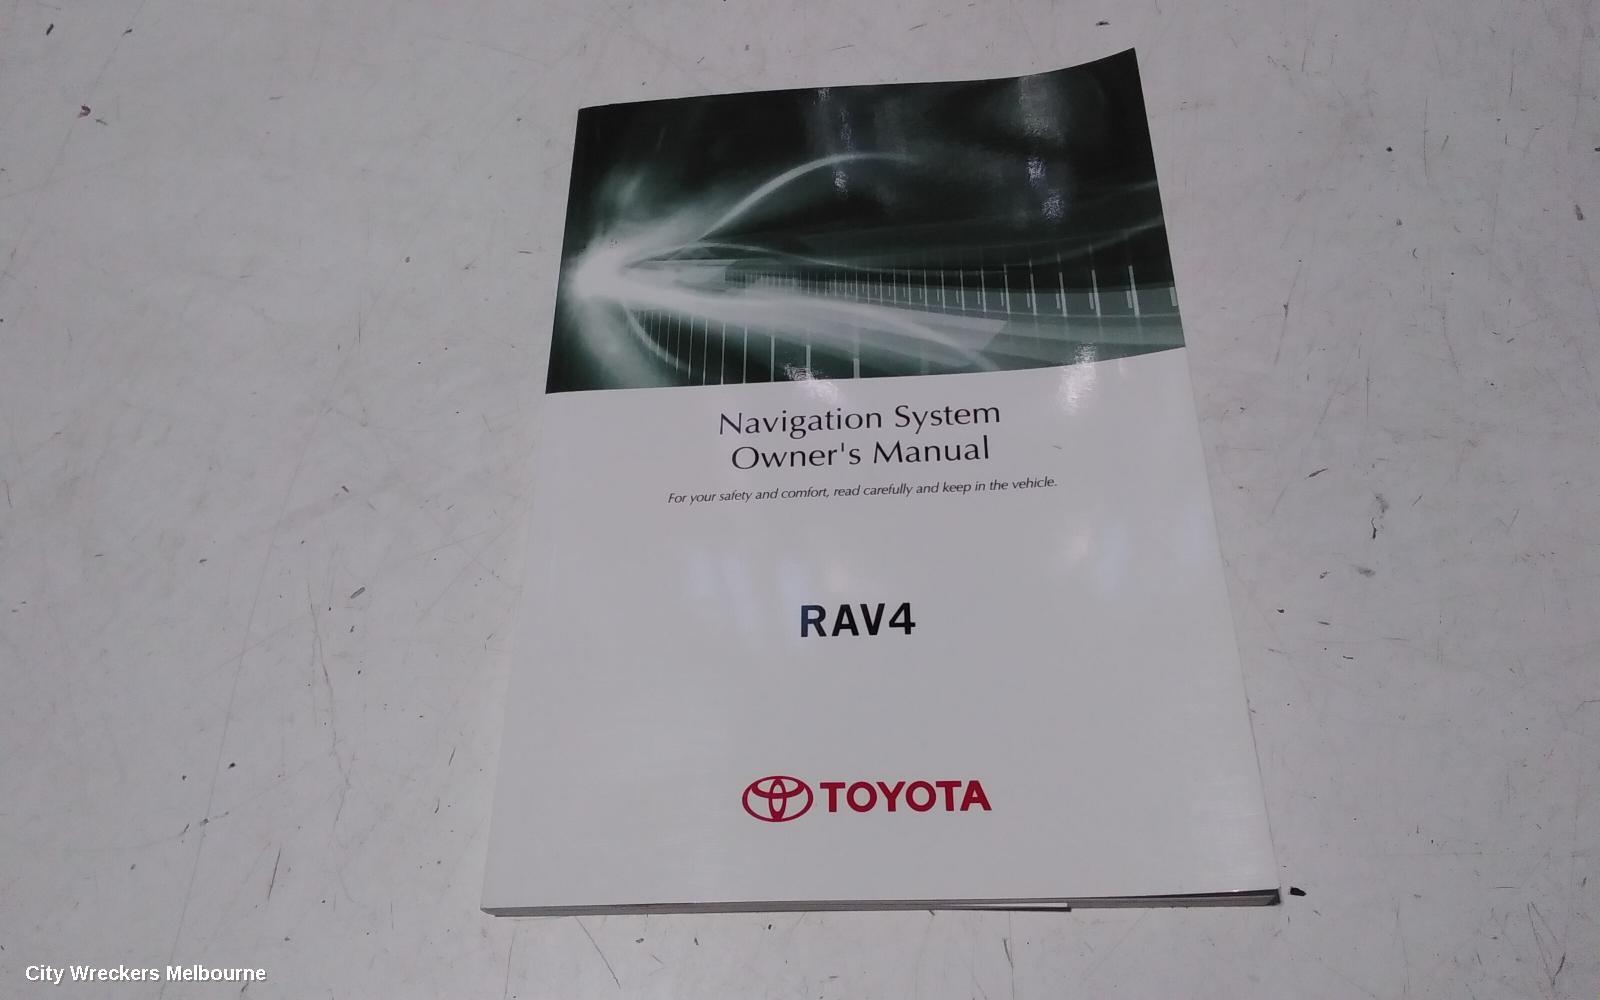 Navigation System
Owner's Manual
For your safety and comfort, read carefully and keep in the vehicle.
RAV4
TOYOTA
City Wreckers Melbourne